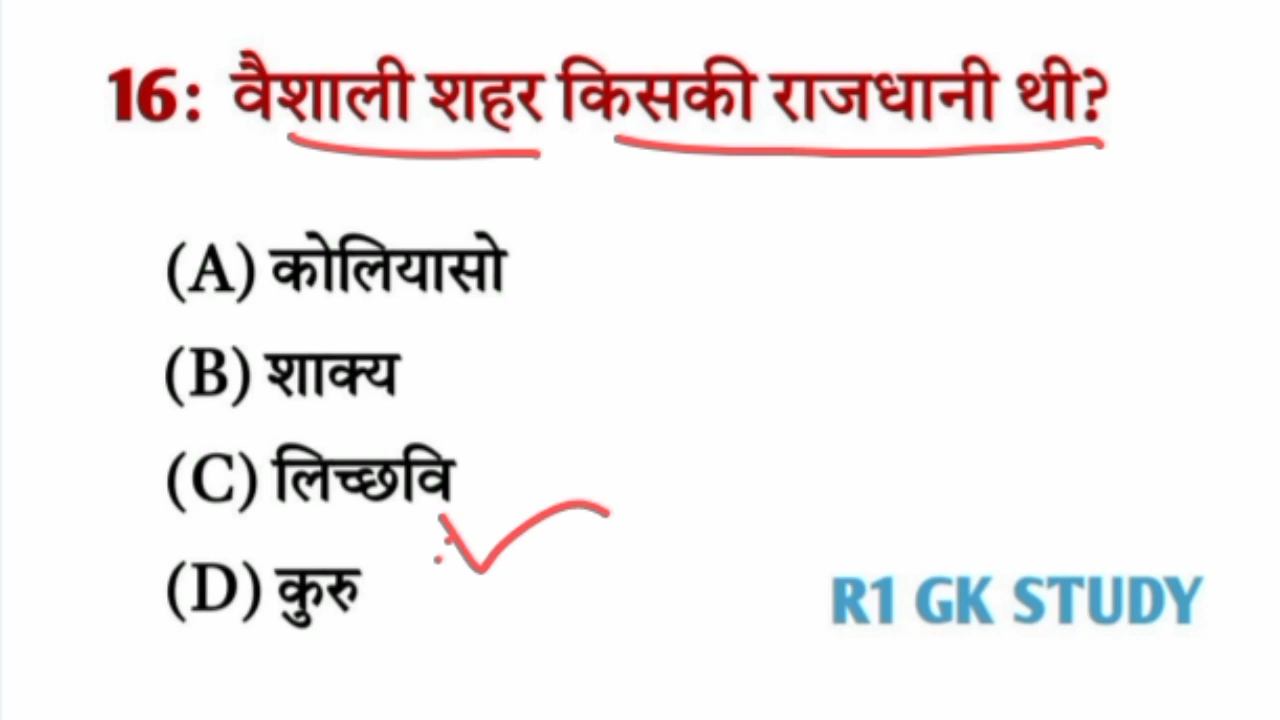 16: वैशाली शहर किसकी राजधानी थी?
(A) कोलियासो
(B) शाक्य
(C) लिच्छवि
(D) कुरु
R1 GK STUDY